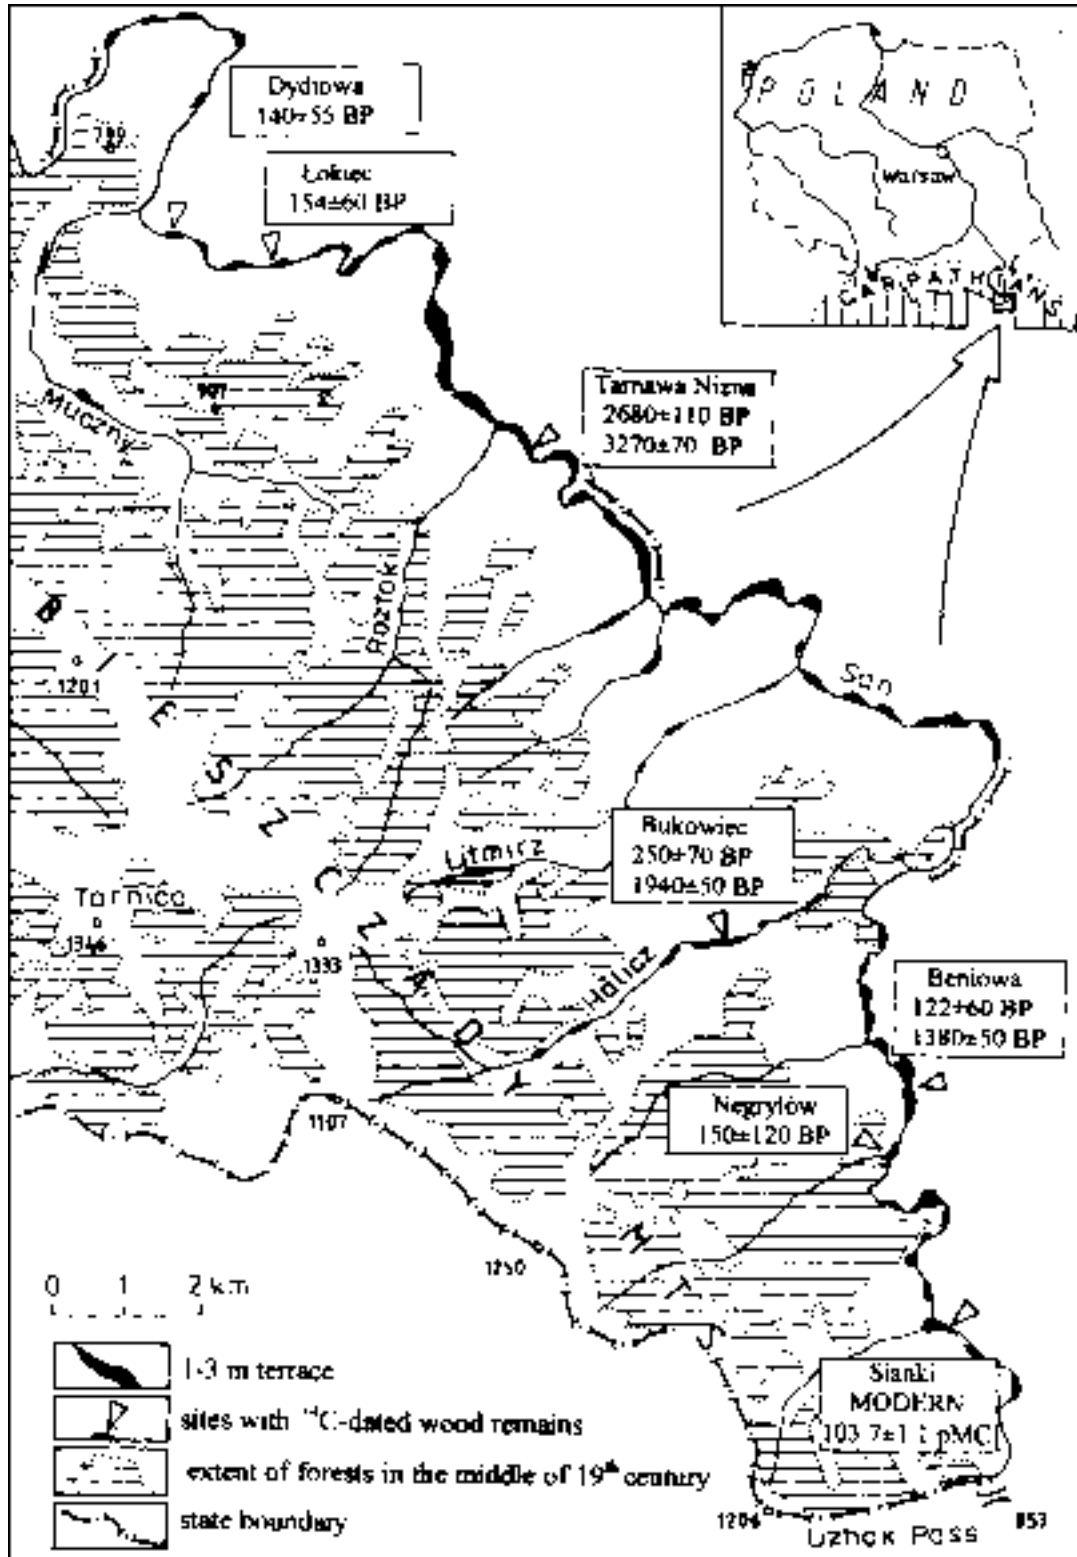 Dydiowa
140±55 BP
Łokieć
154±60 BP
POLAND
Warsaw
CARPATHIANS
789
907
Muczny
Tarnawa Niżna
2680±110 BP
3270±70 BP
Roztoki
San
1201
BIESZCZADY
MTS
Bukowiec
250±70 BP
1940±50 BP
Litmicz
Tarnica
1346
1333
Halicz
Beniowa
122±60 BP
1380±50 BP
Negrylów
150±120 BP
1107
1250
0 1 2 km
1-3 m terrace
sites with ¹⁴C-dated wood remains
extent of forests in the middle of 19th century
state boundary
Sianki
MODERN
103.7±1.1 pMC
1204
Uzhok Pass
853